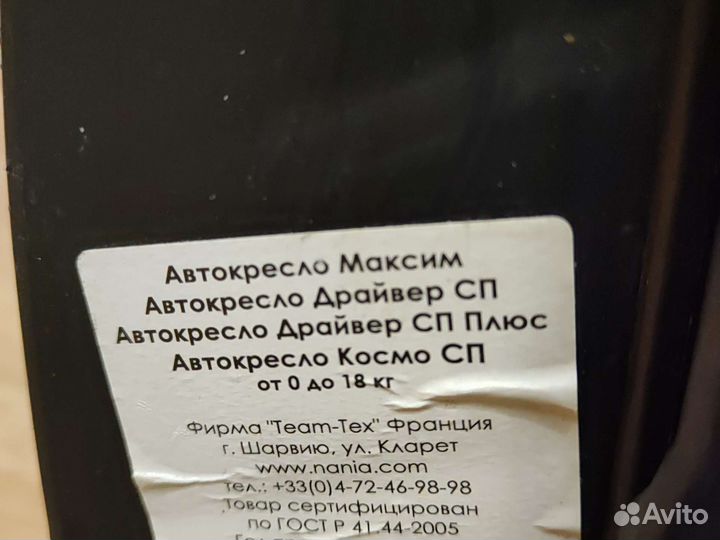 Автокресло Максим
Автокресло Драйвер СП
Автокресло Драйвер СП Плюс
Автокресло Космо СП
от 0 до 18 кг
Фирма "Team-Tex" Франция
г. Шарвию, ул. Кларет
www.nania.com
тел.: +33(0)4-72-46-98-98
товар сертифицирован
по ГОСТ Р 41.44-2005
Avito